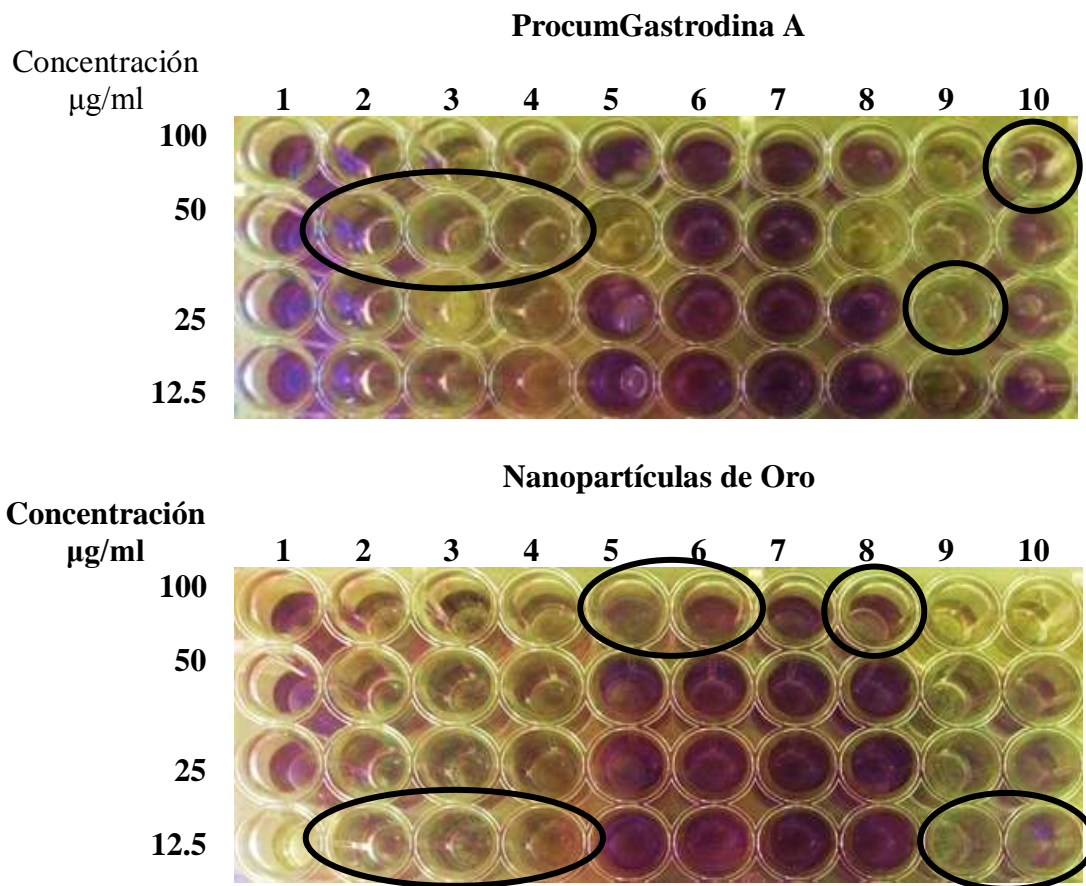 ProcumGastrodina A
Concentración
μg/ml
1 2 3 4 5 6 7 8 9 10
100
50
25
12.5
Nanopartículas de Oro
Concentración
μg/ml
1 2 3 4 5 6 7 8 9 10
100
50
25
12.5